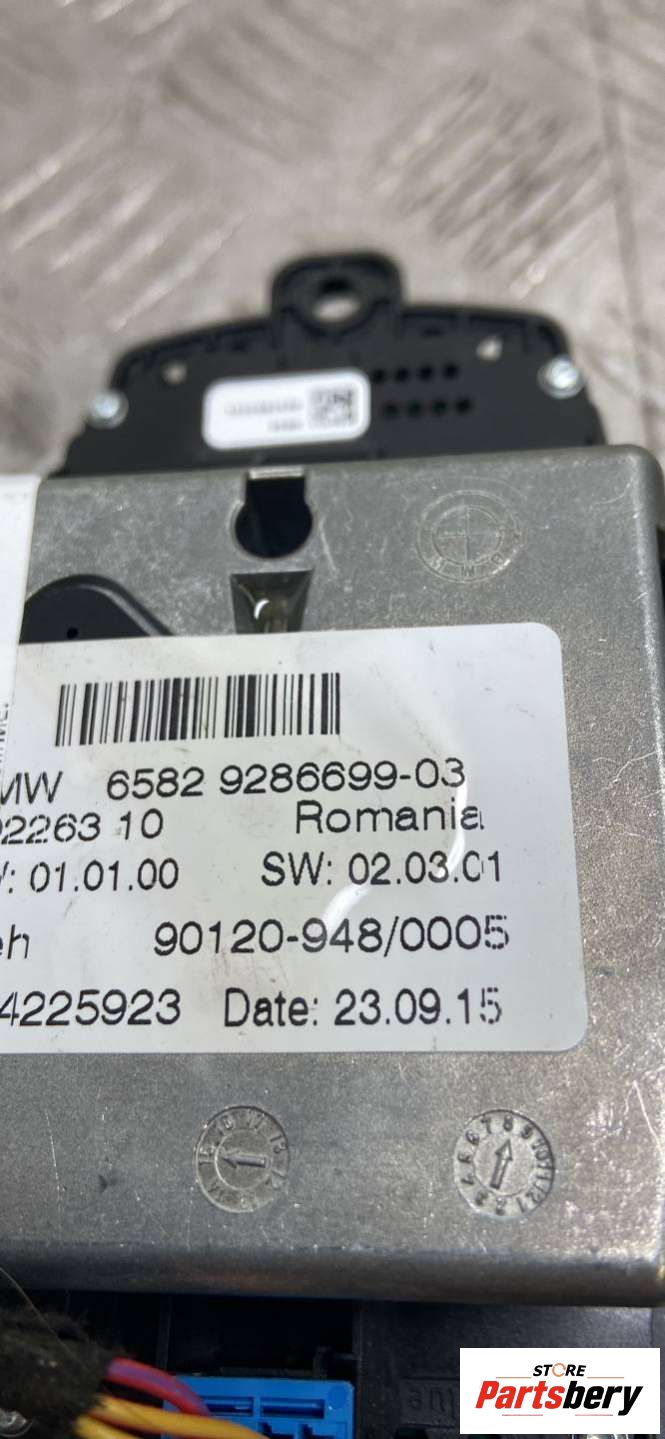 MW 6582 9286699-03
2263 10 Romania
: 01.01.00 SW: 02.03.01
eh 90120-948/0005
4225923 Date: 23.09.15
STORE
Partsbery